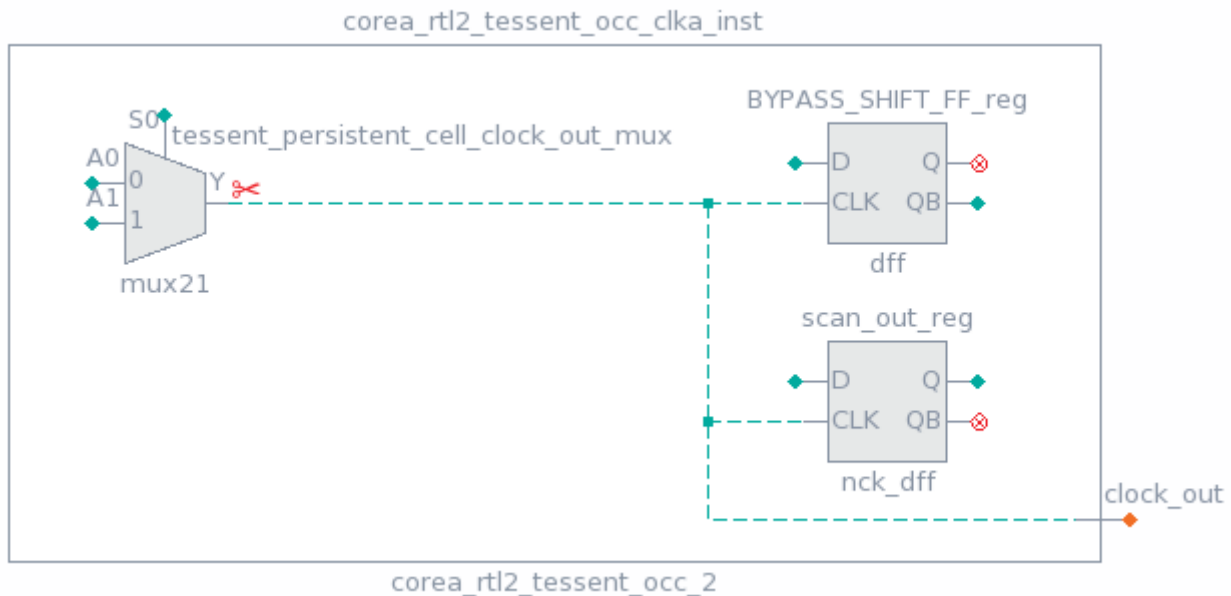 corea_rtl2_tessent_occ_clka_inst
BYPASS_SHIFT_FF_reg
S0
tessent_persistent_cell_clock_out_mux
A0
0
Y
A1
1
mux21
D
Q
CLK
QB
dff
scan_out_reg
D
Q
CLK
QB
nck_dff
clock_out
corea_rtl2_tessent_occ_2